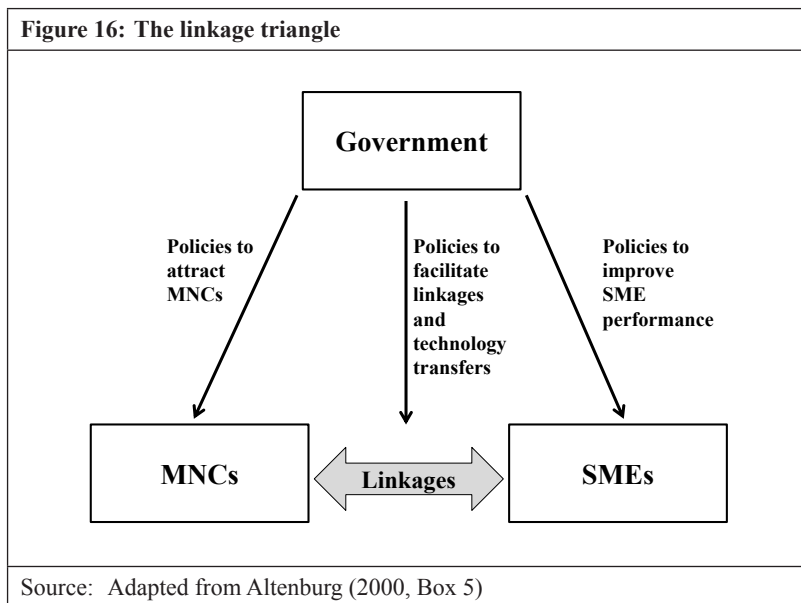 Figure 16: The linkage triangle
Government
Policies to
attract
MNCs
Policies to
facilitate
linkages
and
technology
transfers
Policies to
improve
SME
performance
MNCs
Linkages
SMEs
Source: Adapted from Altenburg (2000, Box 5)